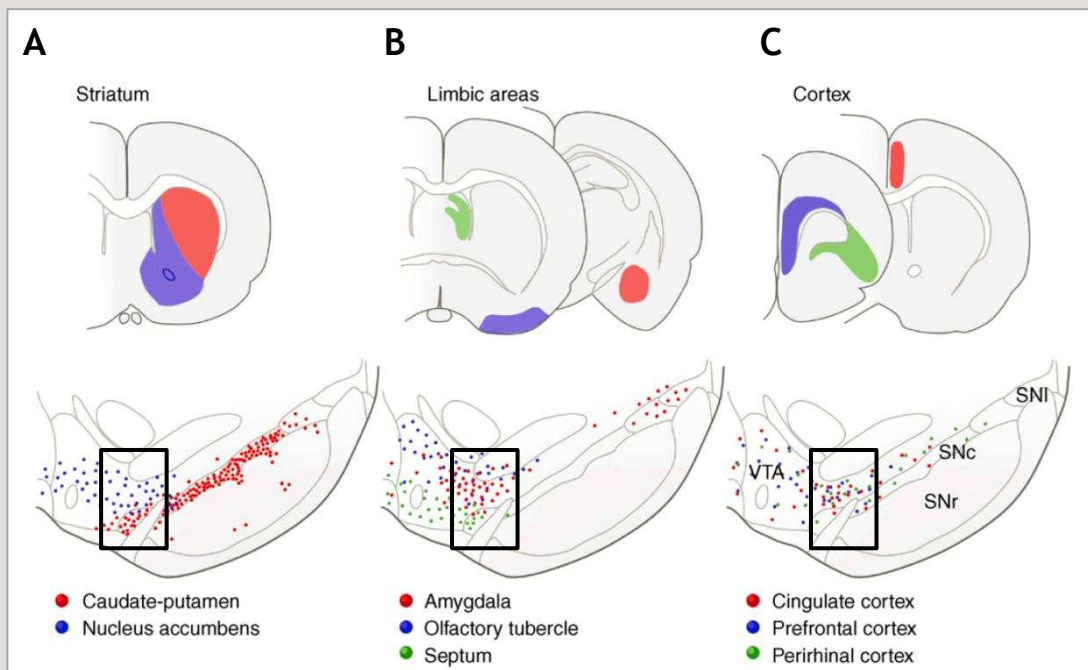 A
B
C
Striatum
Limbic areas
Cortex
SNl
SNc
VTA
SNr
Caudate-putamen
Nucleus accumbens
Amygdala
Olfactory tubercle
Septum
Cingulate cortex
Prefrontal cortex
Perirhinal cortex